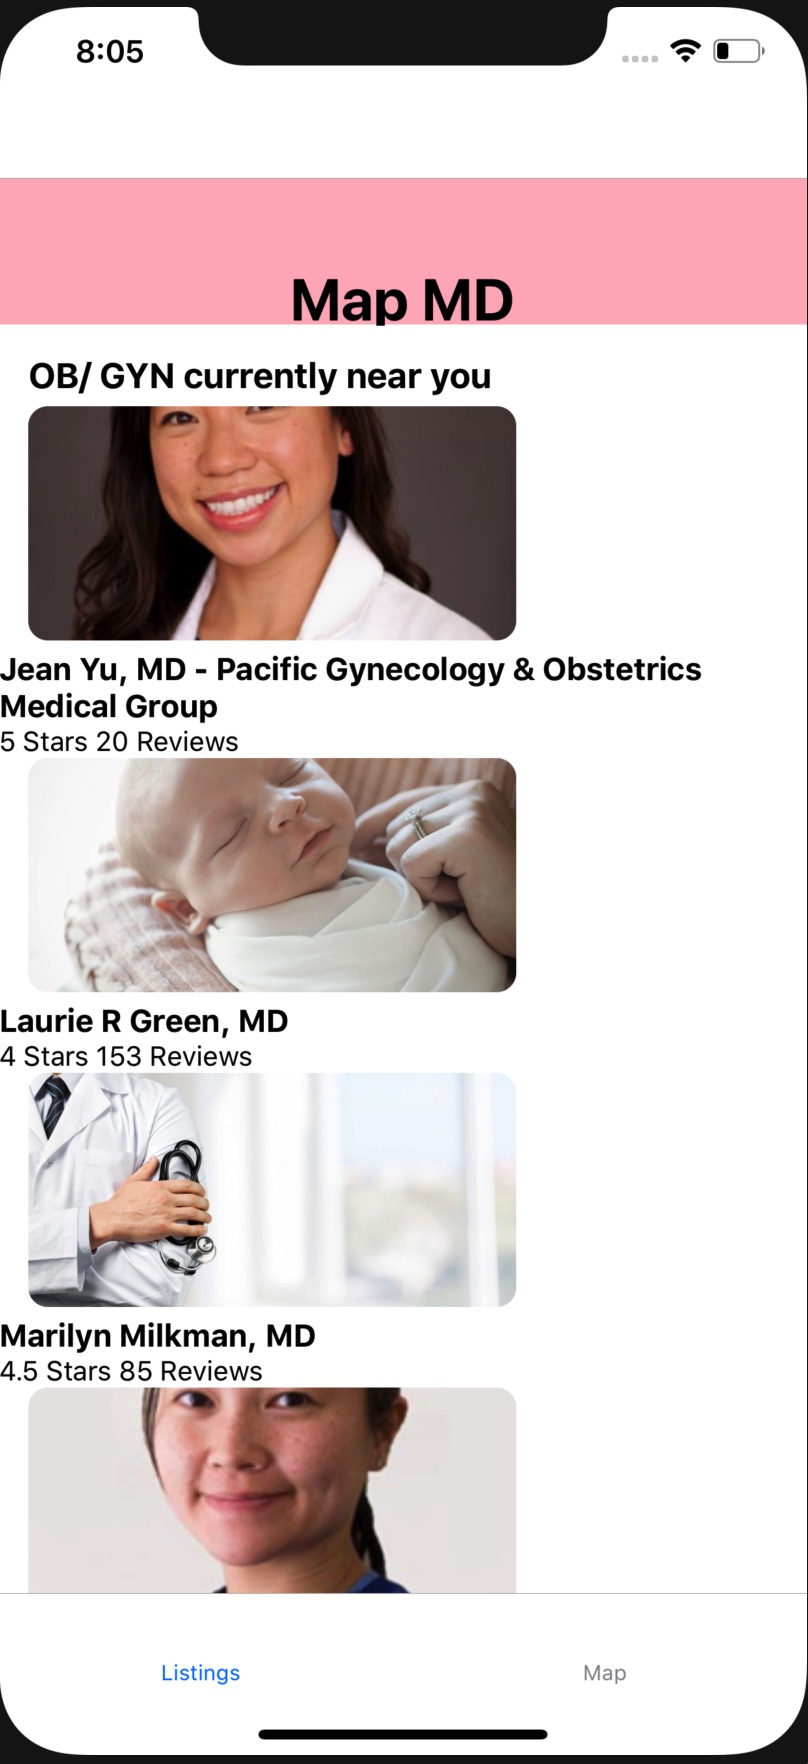 8:05
Map MD
OB/ GYN currently near you
Jean Yu, MD - Pacific Gynecology & Obstetrics
Medical Group
5 Stars 20 Reviews
Laurie R Green, MD
4 Stars 153 Reviews
Marilyn Milkman, MD
4.5 Stars 85 Reviews
Listings
Map